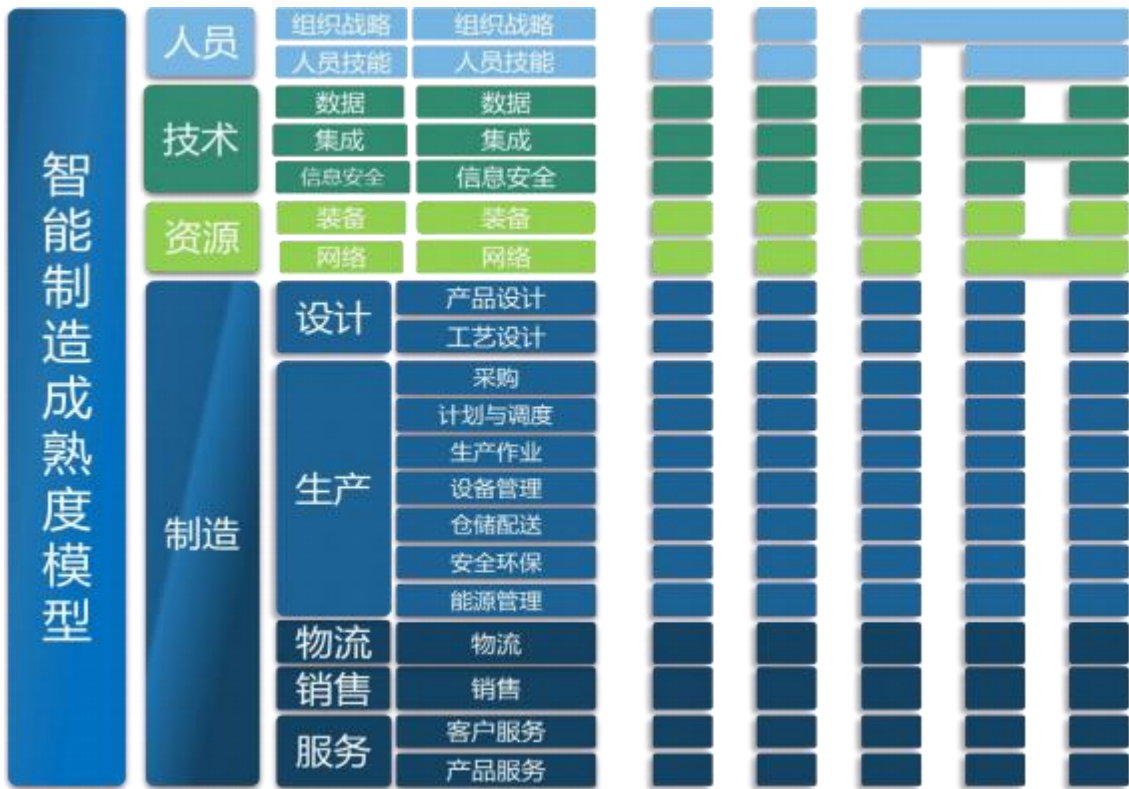 智能制造成熟度模型
人员
组织战略 组织战略
人员技能 人员技能
技术
数据 数据
集成 集成
信息安全 信息安全
资源
装备 装备
网络 网络
制造
设计
产品设计
工艺设计
生产
采购
计划与调度
生产作业
设备管理
仓储配送
安全环保
能源管理
物流 物流
销售 销售
服务
客户服务
产品服务